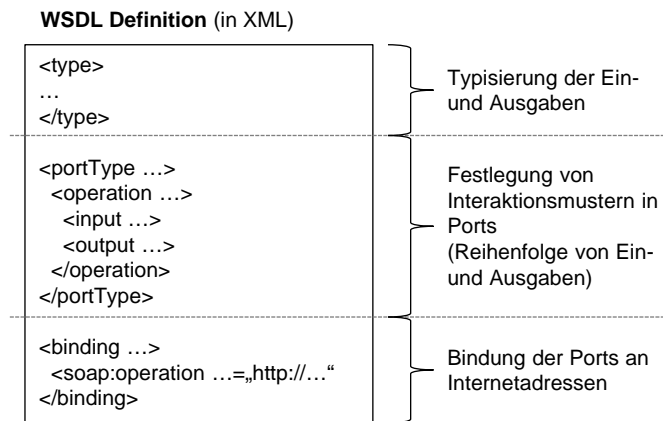 WSDL Definition (in XML)
<type>
…
</type>
Typisierung der Ein-
und Ausgaben
<portType …>
<operation …>
<input …>
<output …>
</operation>
</portType>
Festlegung von
Interaktionsmustern in
Ports
(Reihenfolge von Ein-
und Ausgaben)
<binding …>
<soap:operation …=„http://…“
</binding>
Bindung der Ports an
Internetadressen